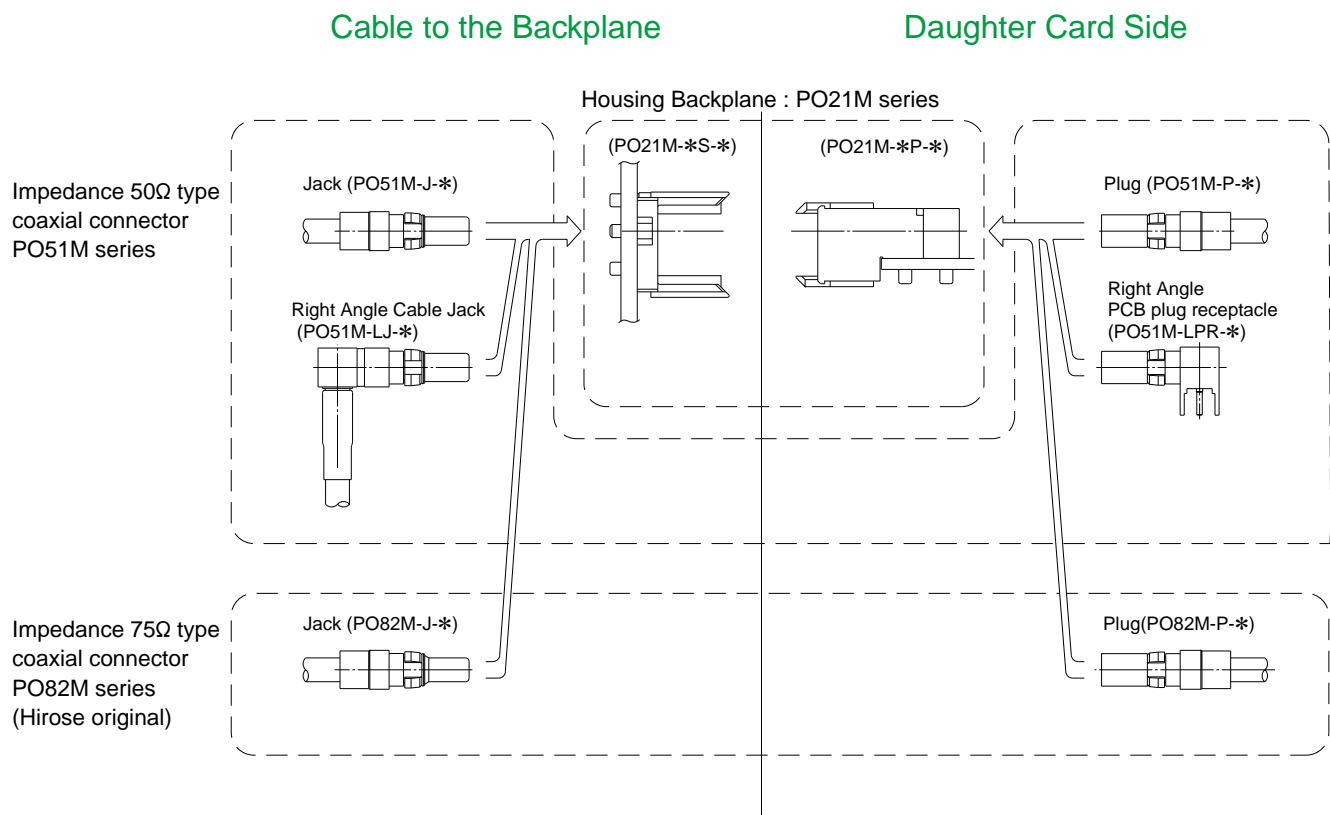 Cable to the Backplane
Daughter Card Side
Housing Backplane : PO21M series
(PO21M-*S-*)
(PO21M-*P-*)
Impedance 50Ω type
coaxial connector
PO51M series
Jack (PO51M-J-*)
Plug (PO51M-P-*)
Right Angle Cable Jack
(PO51M-LJ-*)
Right Angle
PCB plug receptacle
(PO51M-LPR-*)
Impedance 75Ω type
coaxial connector
PO82M series
(Hirose original)
Jack (PO82M-J-*)
Plug(PO82M-P-*)